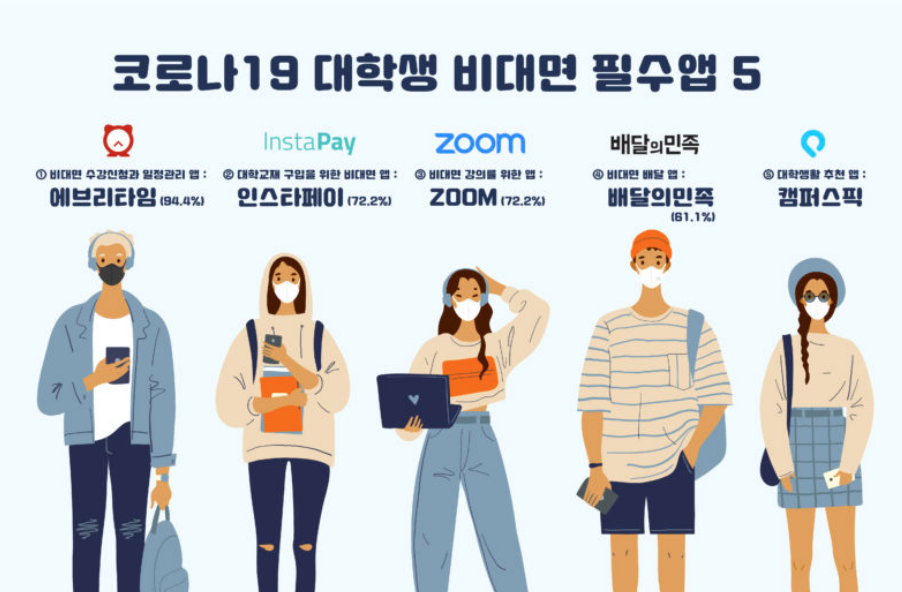 코로나19 대학생 비대면 필수앱 5
InstaPay
zoom
배달의민족
① 비대면 수강신청과 일정관리 앱 :
에브리타임 (94.4%)
② 대학교재 구입을 위한 비대면 앱 :
인스타페이 (72.2%)
③ 비대면 강의를 위한 앱 :
ZOOM (72.2%)
④ 비대면 배달 앱 :
배달의민족
(61.1%)
⑤ 대학생활 추천 앱 :
캠퍼스픽